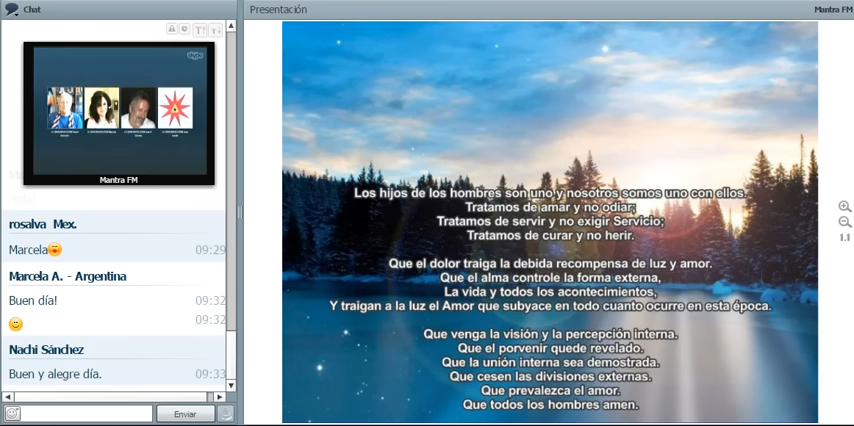 Chat
Presentación
Mantra FM
T T
skype
Mantra FM
rosalva Mex.
Marcela 09:29
Marcela A. - Argentina
Buen día! 09:32
09:32
Nachi Sánchez
Buen y alegre día. 09:33
Enviar
Los hijos de los hombres son uno y nosotros somos uno con ellos.
Tratamos de amar y no odiar;
Tratamos de servir y no exigir Servicio;
Tratamos de curar y no herir.
Que el dolor traiga la debida recompensa de luz y amor.
Que el alma controle la forma externa,
La vida y todos los acontecimientos,
Y traigan a la luz el Amor que subyace en todo cuanto ocurre en esta época.
Que venga la visión y la percepción interna.
Que el porvenir quede revelado.
Que la unión interna sea demostrada.
Que cesen las divisiones externas.
Que prevalezca el amor.
Que todos los hombres amen.
1:1